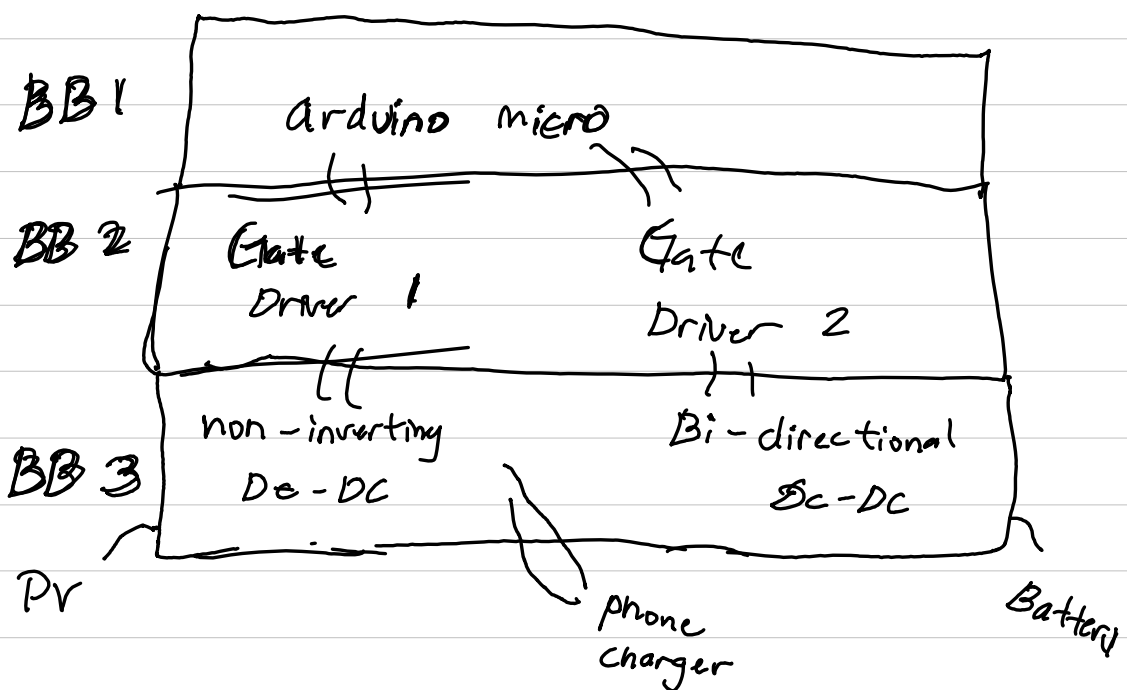 BB 1
arduino micro
BB 2
Gate
Driver 1
Gate
Driver 2
BB 3
non-inverting
DC-DC
Bi-directional
DC-DC
PV
phone
charger
Battery